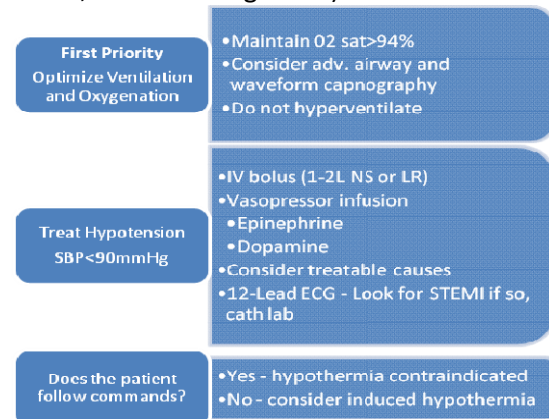 First Priority
Optimize Ventilation
and Oxygenation
•Maintain 02 sat>94%
•Consider adv. airway and
waveform capnography
•Do not hyperventilate
Treat Hypotension
SBP<90mmHg
•IV bolus (1-2L NS or LR)
•Vasopressor infusion
•Epinephrine
•Dopamine
•Consider treatable causes
•12-Lead ECG - Look for STEMI if so,
cath lab
Does the patient
follow commands?
•Yes - hypothermia contraindicated
•No - consider induced hypothermia